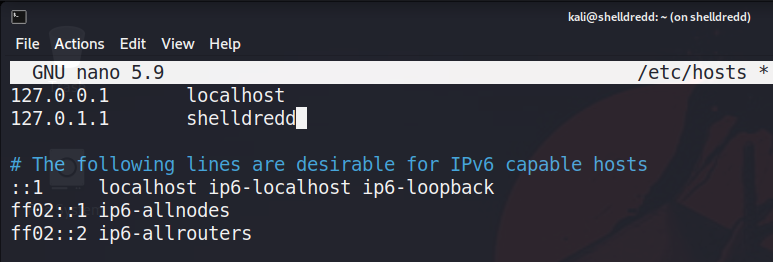 kali@shelldredd: ~ (on shelldredd)
File Actions Edit View Help
GNU nano 5.9 /etc/hosts *
127.0.0.1 localhost
127.0.1.1 shelldredd
# The following lines are desirable for IPv6 capable hosts
::1 localhost ip6-localhost ip6-loopback
ff02::1 ip6-allnodes
ff02::2 ip6-allrouters